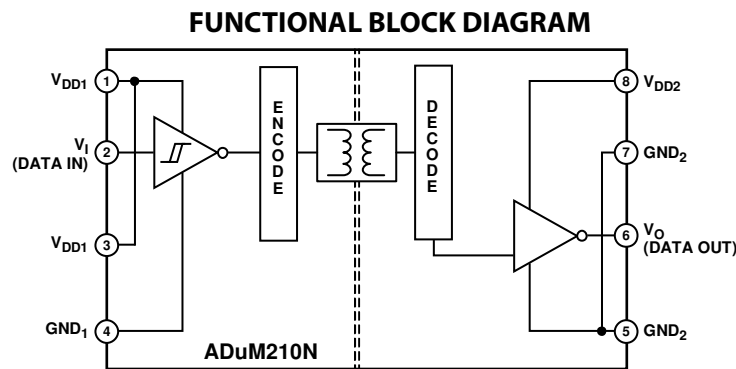 FUNCTIONAL BLOCK DIAGRAM
VDD1 1
VI 2
(DATA IN)
VDD1 3
GND1 4
ENCODE
DECODE
8 VDD2
7 GND2
6 VO
(DATA OUT)
5 GND2
ADuM210N